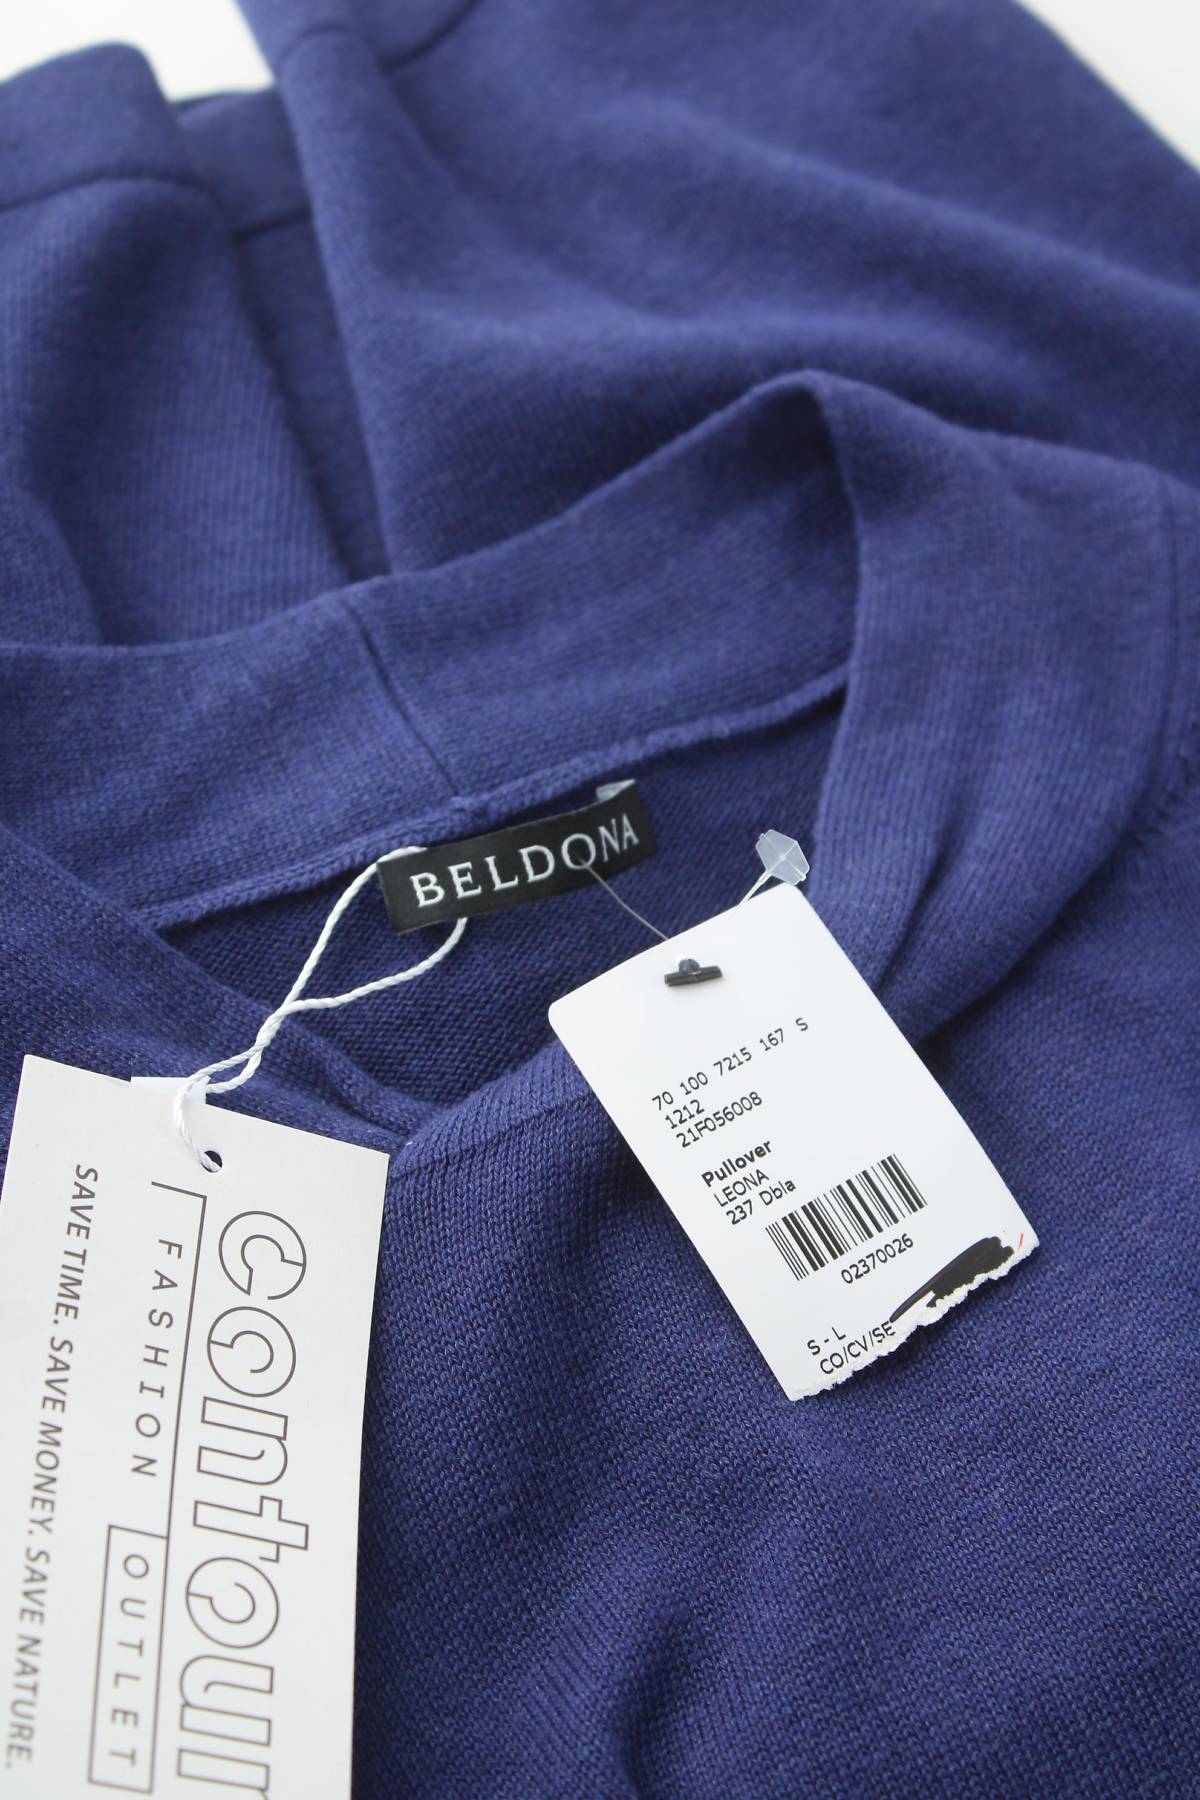 BELDONA
70 100 7215 167 S
1212
21F056008
Pullover
LEONA
237 Dbla
02370026
S - L
CO/CV/SE
contour
FASHION OUTLET
SAVE TIME. SAVE MONEY. SAVE NATURE.